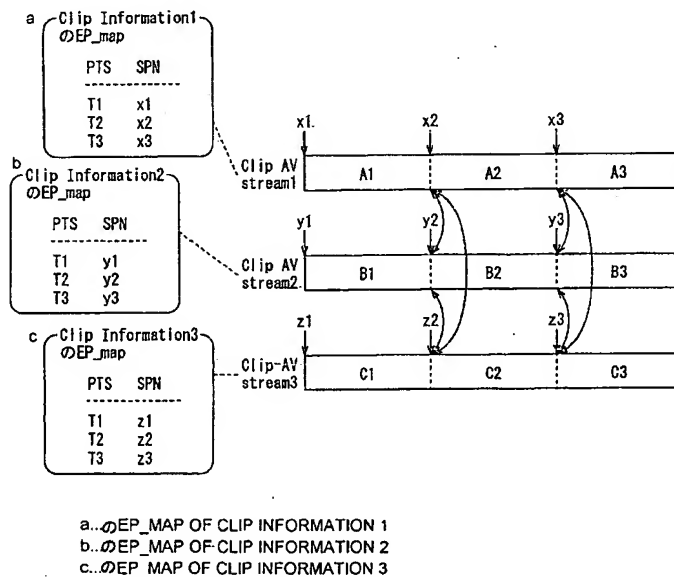 a
Clip Information1
のEP_map
PTS SPN
T1 x1
T2 x2
T3 x3
b
Clip Information2
のEP_map
PTS SPN
T1 y1
T2 y2
T3 y3
c
Clip Information3
のEP_map
PTS SPN
T1 z1
T2 z2
T3 z3
x1 x2 x3
Clip AV
stream1
A1 A2 A3
y1 y2 y3
Clip AV
stream2
B1 B2 B3
z1 z2 z3
Clip-AV
stream3
C1 C2 C3
a...のEP_MAP OF CLIP INFORMATION 1
b...のEP_MAP OF CLIP INFORMATION 2
c...のEP MAP OF CLIP INFORMATION 3